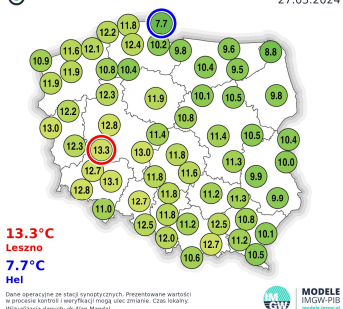 27.03.2024
12.2 11.8 7.7
11.6 12.1 12.4 10.2 9.8 9.6 8.8
10.9
11.9 10.8 10.4 10.4 9.5
11.9
12.3 11.9 10.1 10.5 9.8
12.2
10.8
13.0 12.8 11.4 11.4 10.5 10.4
12.3 13.3 13.0 11.8 11.3 10.0
12.7 11.8 11.6 9.9
12.8 13.1
11.0 12.7 11.8 11.2 11.3 9.9
12.5 11.8 11.2 12.5 10.8
12.0 12.7 11.2 10.1
10.6 10.5
13.3°C
Leszno
7.7°C
Hel
Dane operacyjne ze stacji synoptycznych. Prezentowane wartości
w procesie kontroli i weryfikacji mogą ulec zmianie. Czas lokalny.
IM
GW
MODELE
IMGW-PIB